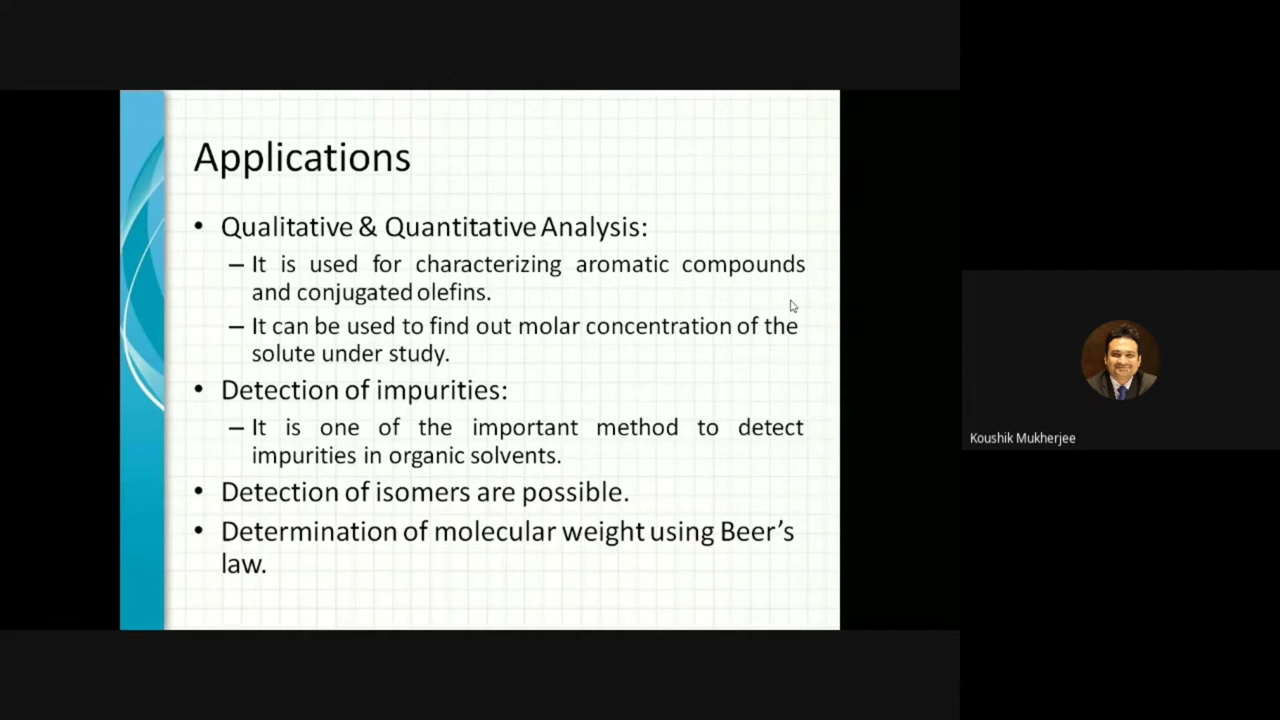 Applications
• Qualitative & Quantitative Analysis:
– It is used for characterizing aromatic compounds
and conjugated olefins.
– It can be used to find out molar concentration of the
solute under study.
• Detection of impurities:
– It is one of the important method to detect
impurities in organic solvents.
• Detection of isomers are possible.
• Determination of molecular weight using Beer’s
law.
Koushik Mukherjee